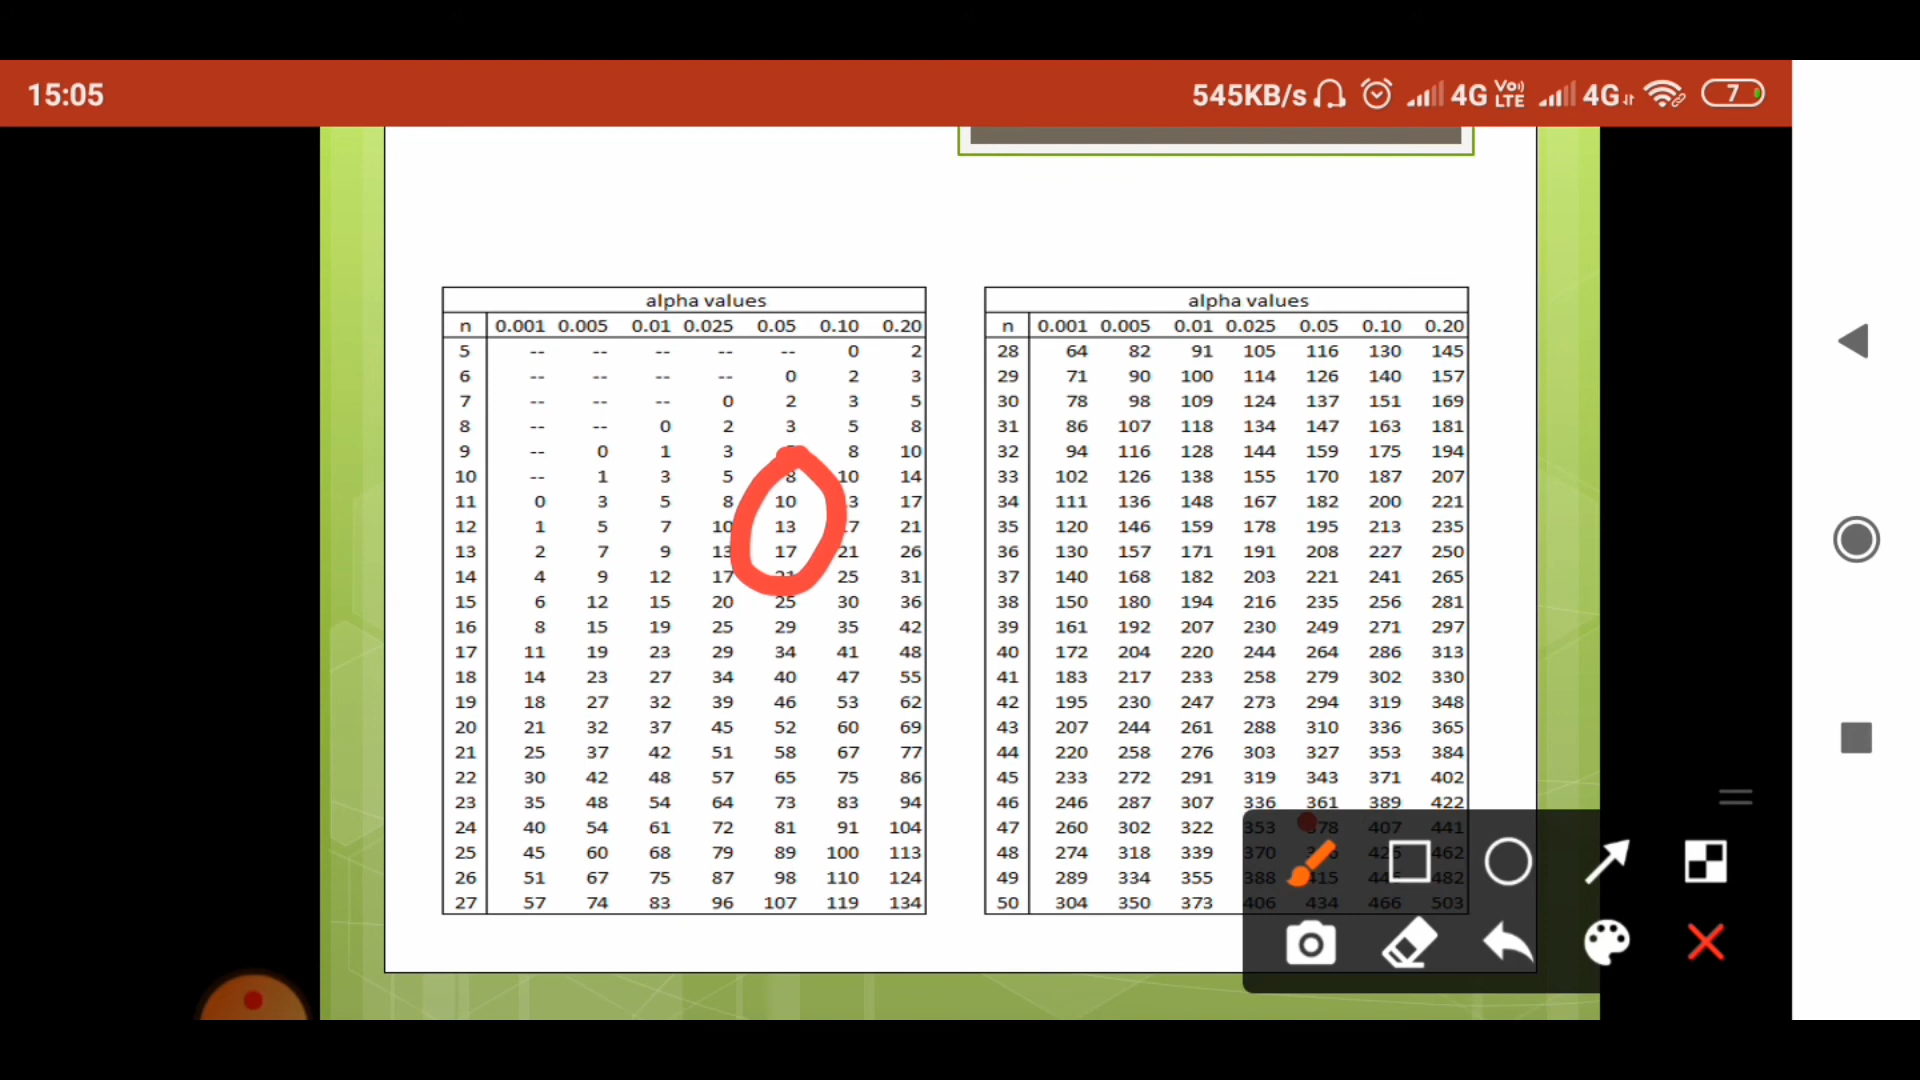 15:05
545KB/s 4G Vo) LTE 4G 7
alpha values
n 0.001 0.005 0.01 0.025 0.05 0.10 0.20
5 -- -- -- -- -- 0 2
6 -- -- -- -- 0 2 3
7 -- -- -- 0 2 3 5
8 -- -- 0 2 3 5 8
9 -- 0 1 3 8 10
10 -- 1 3 5 8 10 14
11 0 3 5 8 10 17
12 1 5 7 10 13 21
13 2 7 9 13 17 21 26
14 4 9 12 17 21 25 31
15 6 12 15 20 25 30 36
16 8 15 19 25 29 35 42
17 11 19 23 29 34 41 48
18 14 23 27 34 40 47 55
19 18 27 32 39 46 53 62
20 21 32 37 45 52 60 69
21 25 37 42 51 58 67 77
22 30 42 48 57 65 75 86
23 35 48 54 64 73 83 94
24 40 54 61 72 81 91 104
25 45 60 68 79 89 100 113
26 51 67 75 87 98 110 124
27 57 74 83 96 107 119 134
alpha values
n 0.001 0.005 0.01 0.025 0.05 0.10 0.20
28 64 82 91 105 116 130 145
29 71 90 100 114 126 140 157
30 78 98 109 124 137 151 169
31 86 107 118 134 147 163 181
32 94 116 128 144 159 175 194
33 102 126 138 155 170 187 207
34 111 136 148 167 182 200 221
35 120 146 159 178 195 213 235
36 130 157 171 191 208 227 250
37 140 168 182 203 221 241 265
38 150 180 194 216 235 256 281
39 161 192 207 230 249 271 297
40 172 204 220 244 264 286 313
41 183 217 233 258 279 302 330
42 195 230 247 273 294 319 348
43 207 244 261 288 310 336 365
44 220 258 276 303 327 353 384
45 233 272 291 319 343 371 402
46 246 287 307 336 361 389 422
47 260 302 322 353 378 407 441
48 274 318 339 370 462
49 289 334 355 388 415 482
50 304 350 373 406 434 466 503